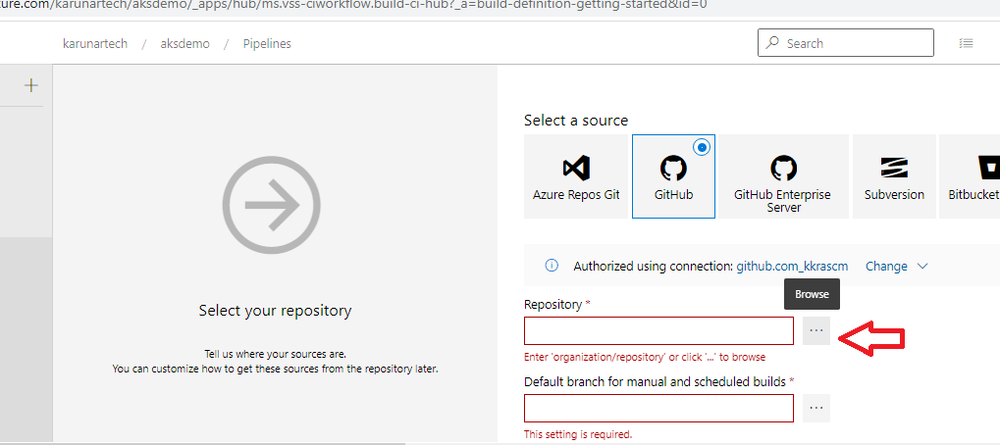 ure.com/karunartech/aksdemo/_apps/hub/ms.vss-ciworkflow.build-ci-hub?_a=build-definition-getting-started&id=0
karunartech / aksdemo / Pipelines
Search
Select a source
Azure Repos Git
GitHub
GitHub Enterprise
Server
Subversion
Bitbucket
Authorized using connection: github.com_kkrascm Change
Browse
Select your repository
Tell us where your sources are.
You can customize how to get these sources from the repository later.
Repository *
...
Enter 'organization/repository' or click '...' to browse
Default branch for manual and scheduled builds *
...
This setting is required.